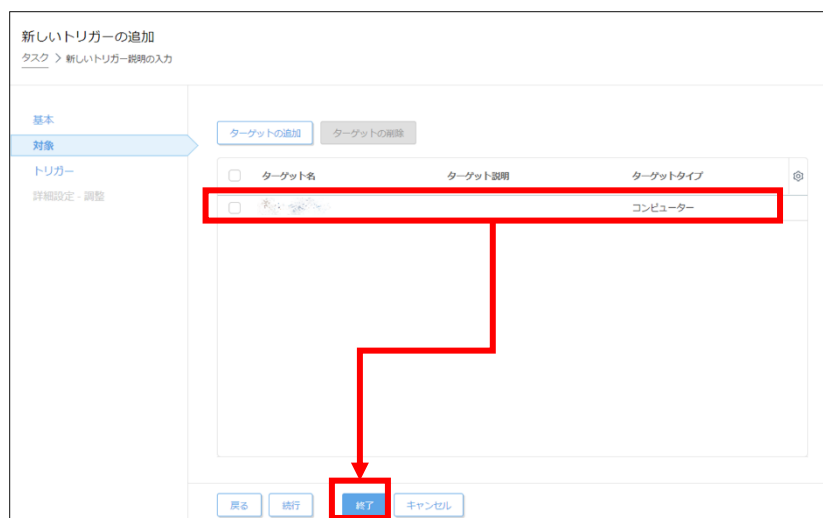 新しいトリガーの追加
タスク > 新しいトリガー説明の入力
基本
対象
トリガー
詳細設定 - 調整
ターゲットの追加 ターゲットの削除
ターゲット名 ターゲット説明 ターゲットタイプ
コンピューター
戻る 続行 終了 キャンセル